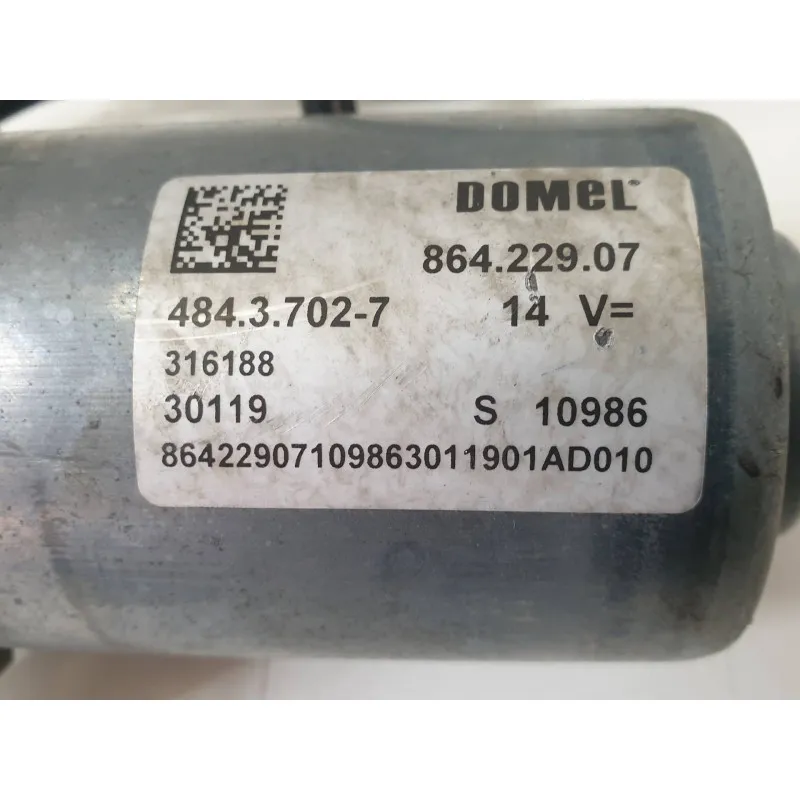 DOMEL
864.229.07
484.3.702-7 14 V=
316188
30119 S 10986
86422907109863011901AD010